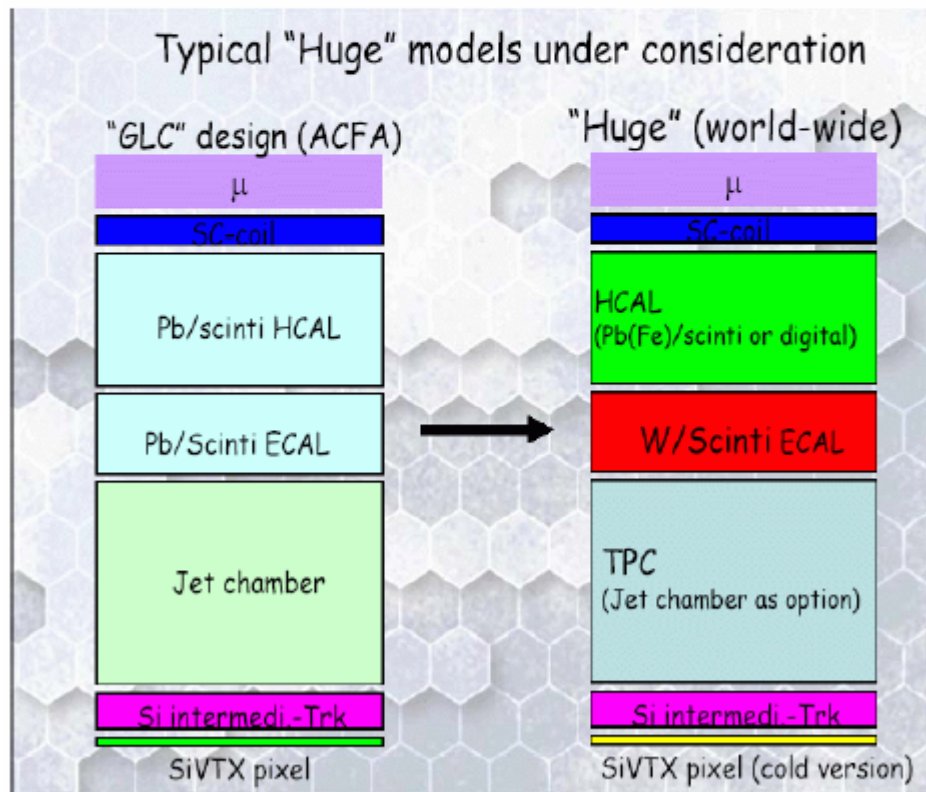 Typical “Huge” models under consideration
“GLC” design (ACFA)
μ
SC-coil
Pb/scinti HCAL
Pb/Scinti ECAL
Jet chamber
Si intermedi.-Trk
SiVTX pixel
“Huge” (world-wide)
μ
SC-coil
HCAL
(Pb(Fe)/scinti or digital)
W/Scinti ECAL
TPC
(Jet chamber as option)
Si intermedi.-Trk
SiVTX pixel (cold version)